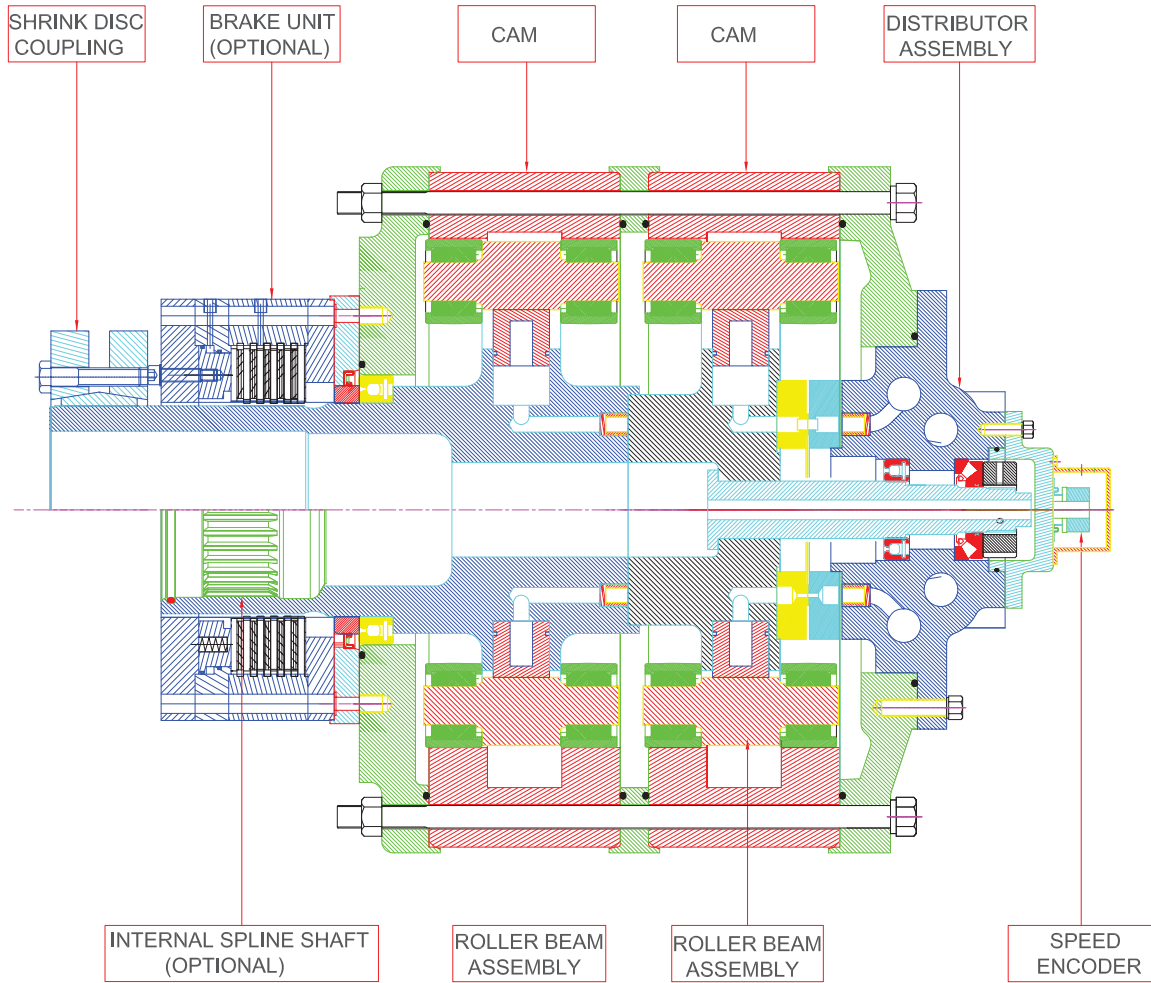 SHRINK DISC
COUPLING
BRAKE UNIT
(OPTIONAL)
CAM
CAM
DISTRIBUTOR
ASSEMBLY
INTERNAL SPLINE SHAFT
(OPTIONAL)
ROLLER BEAM
ASSEMBLY
ROLLER BEAM
ASSEMBLY
SPEED
ENCODER